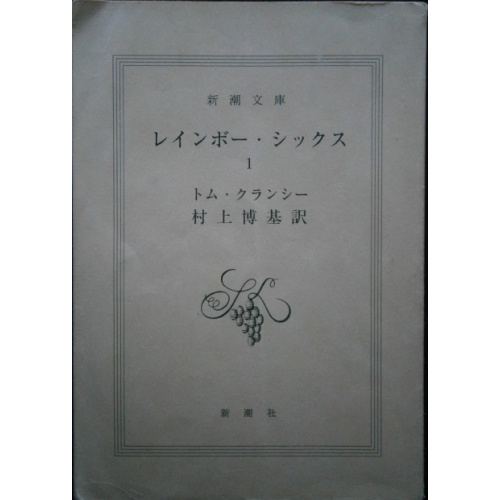 新潮文庫
レインボー・シックス
1
トム・クランシー
村上博基訳
新潮社